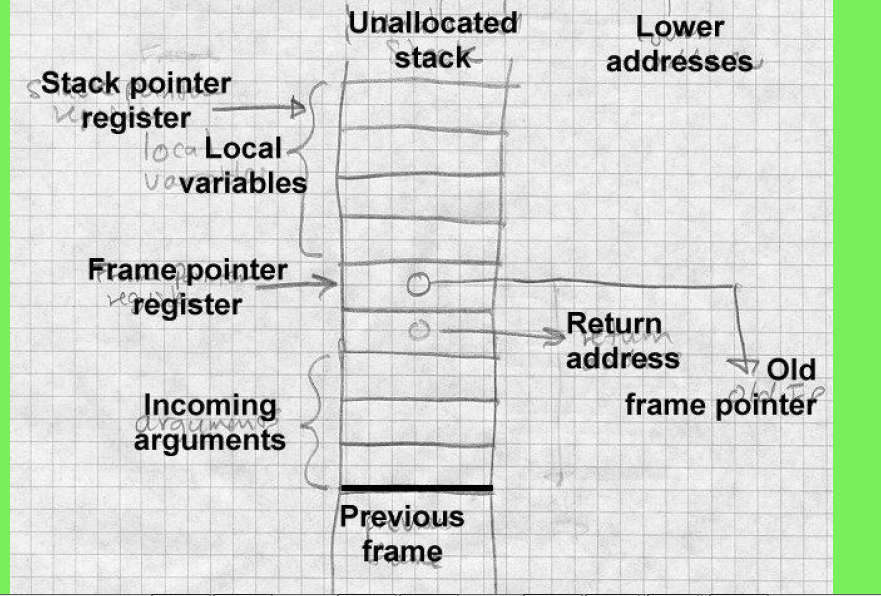 Unallocated
stack
Lower
addresses
Stack pointer
register
Local
variables
Frame pointer
register
Return
address
Old
frame pointer
Incoming
arguments
Previous
frame